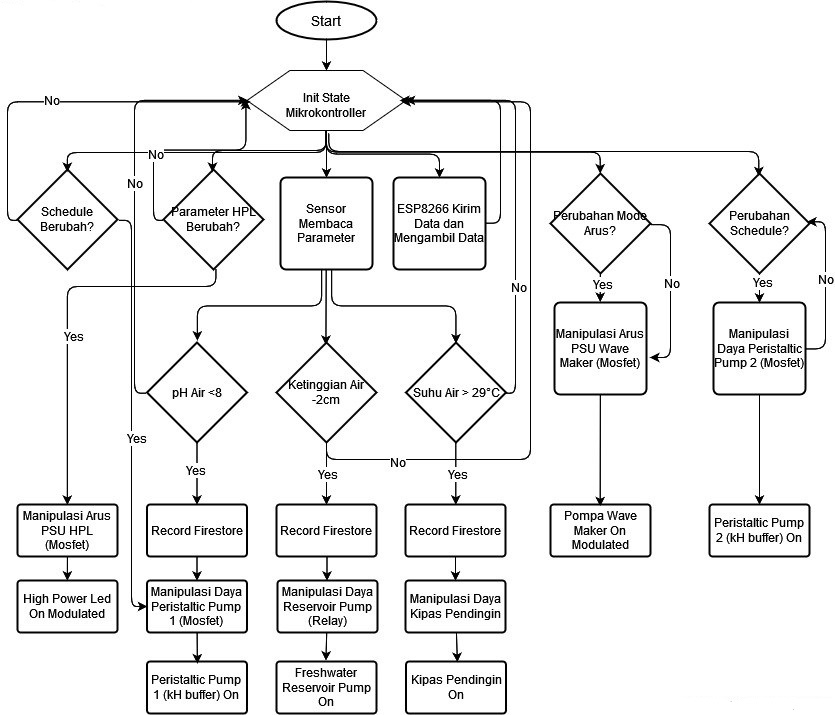 Start
Init State
Mikrokontroller
No
No
No
Schedule
Berubah?
Parameter HPL
Berubah?
Sensor
Membaca
Parameter
ESP8266 Kirim
Data dan
Mengambil Data
Perubahan Mode
Arus?
Perubahan
Schedule?
No
Yes
No
Yes
No
Yes
Manipulasi Arus
PSU Wave
Maker (Mosfet)
Manipulasi
Daya Peristaltic
Pump 2 (Mosfet)
pH Air <8
Ketinggian Air
-2cm
Suhu Air > 29°C
Yes
Yes
Yes
No
Yes
Manipulasi Arus
PSU HPL
(Mosfet)
Record Firestore
Record Firestore
Record Firestore
Pompa Wave
Maker On
Modulated
Peristaltic Pump
2 (kH buffer) On
High Power Led
On Modulated
Manipulasi Daya
Peristaltic Pump
1 (Mosfet)
Manipulasi Daya
Reservoir Pump
(Relay)
Manipulasi Daya
Kipas Pendingin
Peristaltic Pump
1 (kH buffer) On
Freshwater
Reservoir Pump
On
Kipas Pendingin
On